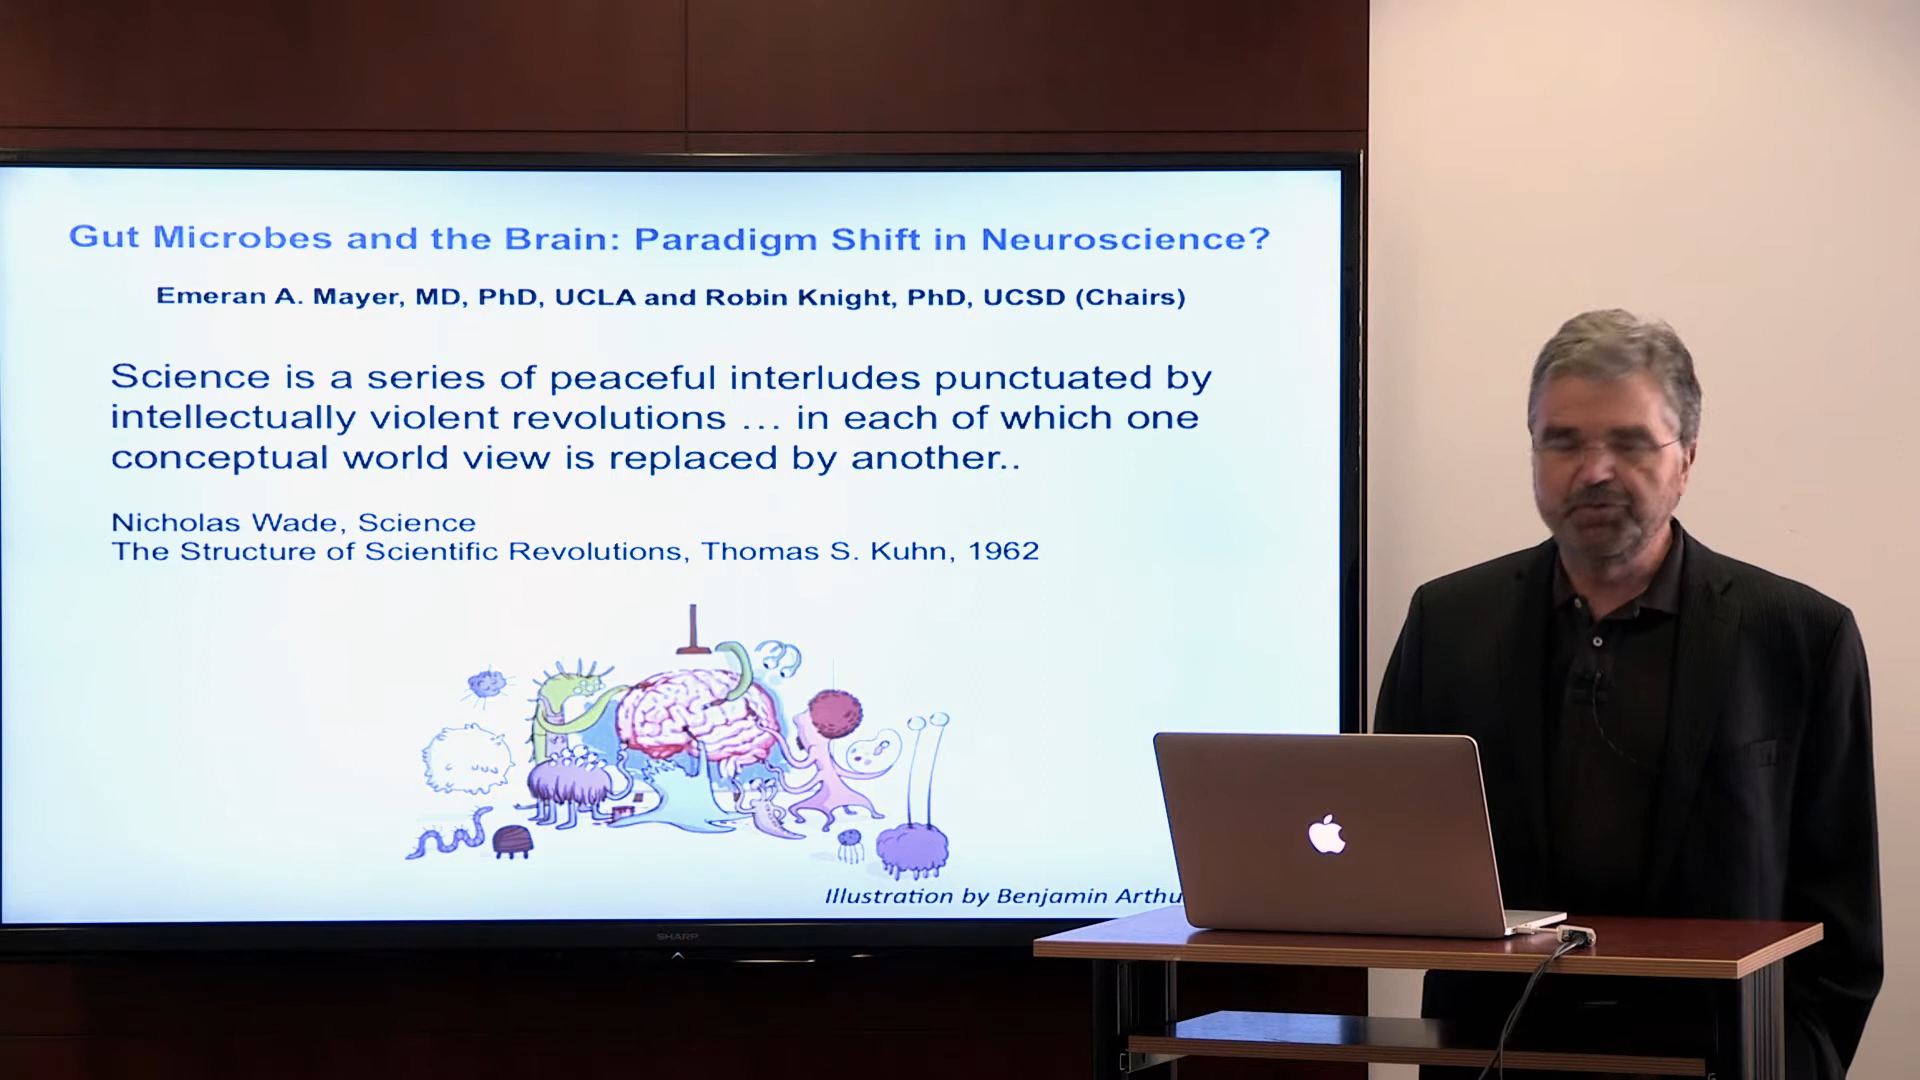 Gut Microbes and the Brain: Paradigm Shift in Neuroscience?
Emeran A. Mayer, MD, PhD, UCLA and Robin Knight, PhD, UCSD (Chairs)
Science is a series of peaceful interludes punctuated by
intellectually violent revolutions … in each of which one
conceptual world view is replaced by another..
Nicholas Wade, Science
The Structure of Scientific Revolutions, Thomas S. Kuhn, 1962
Illustration by Benjamin Arthu
SHARP